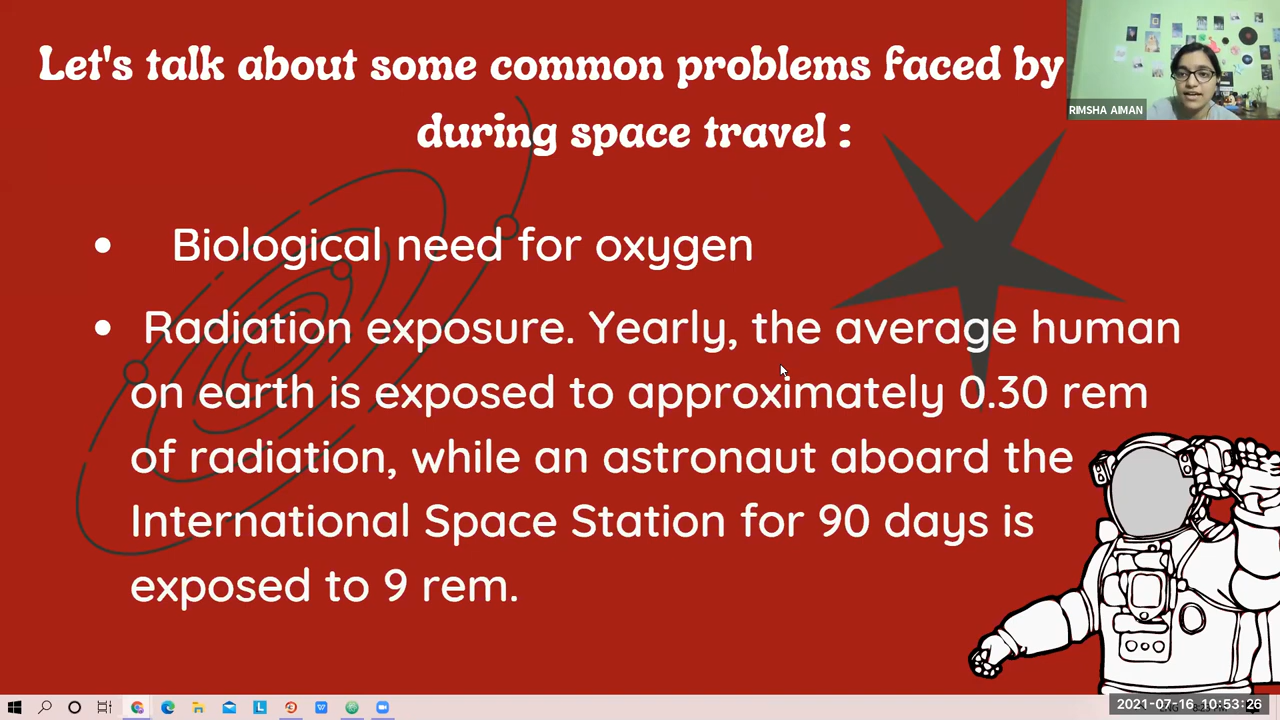 Let's talk about some common problems faced by
during space travel :
RIMSHA AIMAN
Biological need for oxygen
Radiation exposure. Yearly, the average human
on earth is exposed to approximately 0.30 rem
of radiation, while an astronaut aboard the
International Space Station for 90 days is
exposed to 9 rem.
2021-07-16 10:53:26